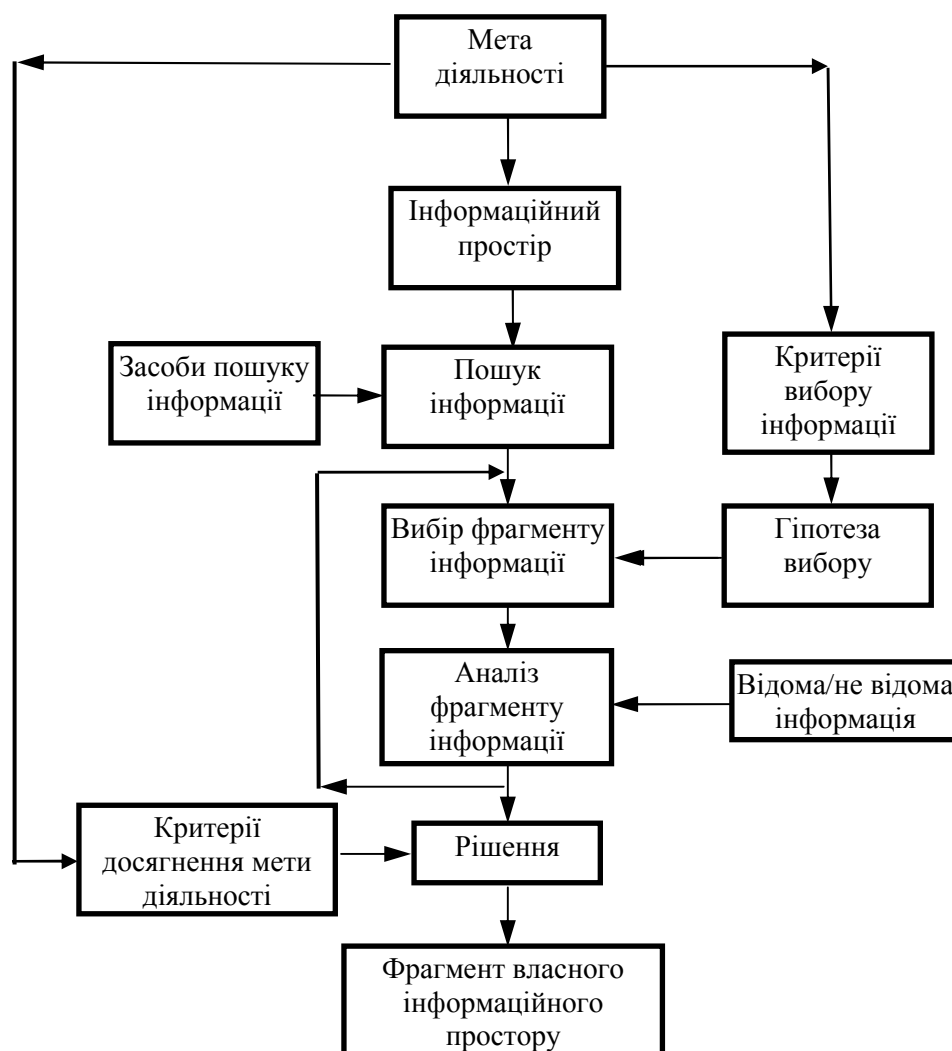 Мета
діяльності
Інформаційний
простір
Засоби пошуку
інформації
Пошук
інформації
Критерії
вибору
інформації
Вибір фрагменту
інформації
Гіпотеза
вибору
Аналіз
фрагменту
інформації
Відома/не відома
інформація
Критерії
досягнення мети
діяльності
Рішення
Фрагмент власного
інформаційного
простору